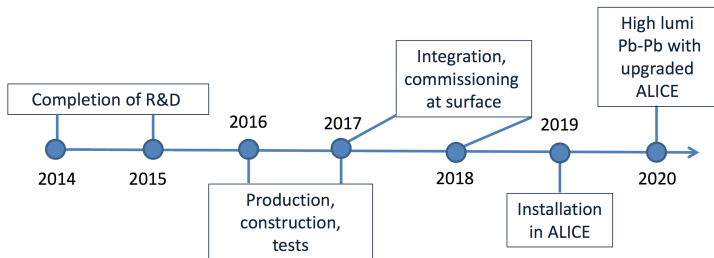 Completion of R&D
2014
2015
2016
Production,
construction,
tests
2017
Integration,
commissioning
at surface
2018
2019
Installation
in ALICE
High lumi
Pb-Pb with
upgraded
ALICE
2020